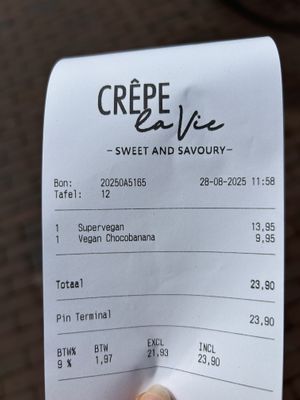 CRÊPE
la Vie
- SWEET AND SAVOURY -
Bon: 20250A5165 28-08-2025 11:58
Tafel: 12
1 Supervegan 13,95
1 Vegan Chocobanana 9,95
Totaal 23,90
Pin Terminal 23,90
BTW% BTW EXCL INCL
9 % 1,97 21,93 23,90